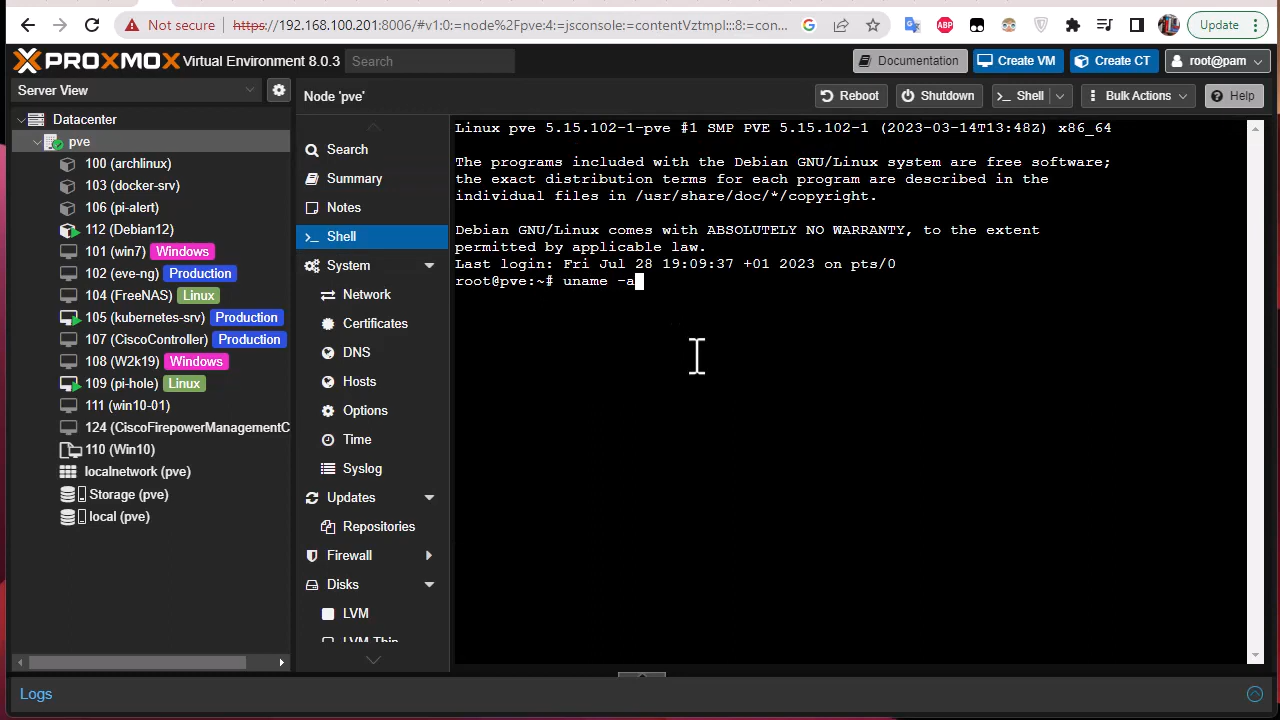 Not secure https://192.168.100.201:8006/#v1:0:=node%2Fpve:4:=jsconsole:=contentVztmpl::8:=con... ABP Update
PROXMOX Virtual Environment 8.0.3 Search Documentation Create VM Create CT root@pam
Server View
Datacenter
pve
100 (archlinux)
103 (docker-srv)
106 (pi-alert)
112 (Debian12)
101 (win7) Windows
102 (eve-ng) Production
104 (FreeNAS) Linux
105 (kubernetes-srv) Production
107 (CiscoController) Production
108 (W2k19) Windows
109 (pi-hole) Linux
111 (win10-01)
124 (CiscoFirepowerManagementC
110 (Win10)
localnetwork (pve)
Storage (pve)
local (pve)
Node 'pve' Reboot Shutdown Shell Bulk Actions Help
Search
Summary
Notes
Shell
System
Network
Certificates
DNS
Hosts
Options
Time
Syslog
Updates
Repositories
Firewall
Disks
LVM
LVM-Thin
Linux pve 5.15.102-1-pve #1 SMP PVE 5.15.102-1 (2023-03-14T13:48Z) x86_64
The programs included with the Debian GNU/Linux system are free software;
the exact distribution terms for each program are described in the
individual files in /usr/share/doc/*/copyright.
Debian GNU/Linux comes with ABSOLUTELY NO WARRANTY, to the extent
permitted by applicable law.
Last login: Fri Jul 28 19:09:37 +01 2023 on pts/0
root@pve:~# uname -a
Logs